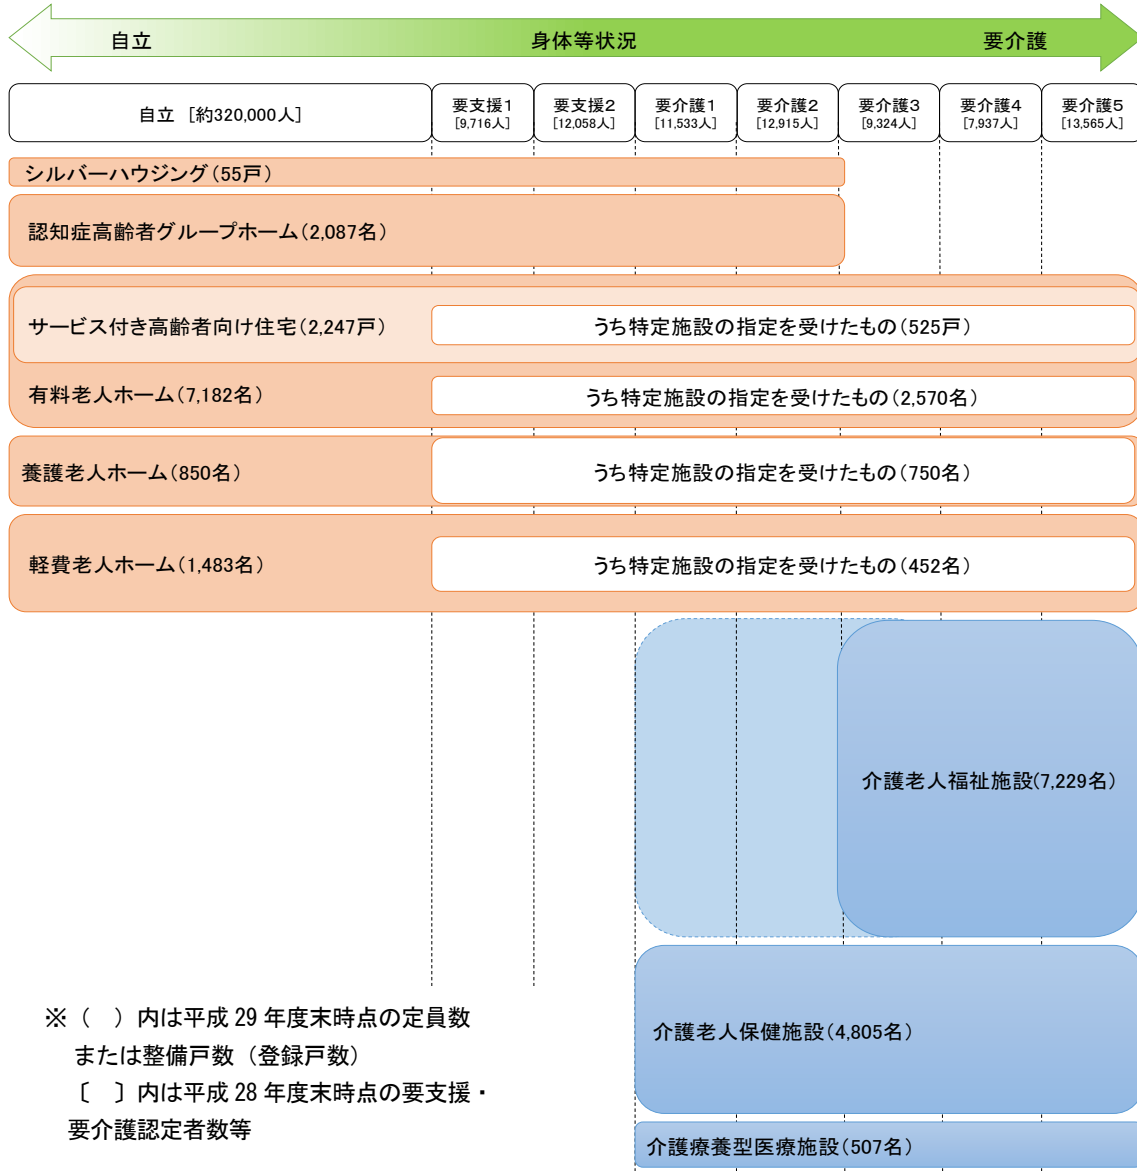 自立 身体等状況 要介護
自立 [約320,000人]
要支援1
[9,716人]
要支援2
[12,058人]
要介護1
[11,533人]
要介護2
[12,915人]
要介護3
[9,324人]
要介護4
[7,937人]
要介護5
[13,565人]
シルバーハウジング(55戸)
認知症高齢者グループホーム(2,087名)
サービス付き高齢者向け住宅(2,247戸)
うち特定施設の指定を受けたもの(525戸)
有料老人ホーム(7,182名)
うち特定施設の指定を受けたもの(2,570名)
養護老人ホーム(850名)
うち特定施設の指定を受けたもの(750名)
軽費老人ホーム(1,483名)
うち特定施設の指定を受けたもの(452名)
介護老人福祉施設(7,229名)
介護老人保健施設(4,805名)
介護療養型医療施設(507名)
※( )内は平成 29 年度末時点の定員数
または整備戸数(登録戸数)
〔 〕内は平成 28 年度末時点の要支援・
要介護認定者数等